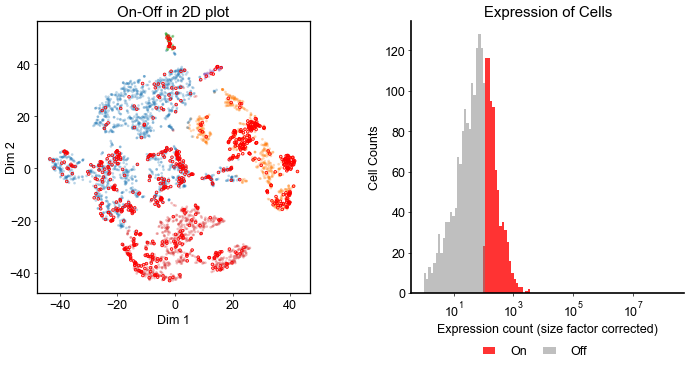 On-Off in 2D plot
Expression of Cells
Dim 2
40
20
0
−20
−40
−40 −20 0 20 40
Dim 1
Cell Counts
120
100
80
60
40
20
0
10^1 10^3 10^5 10^7
Expression count (size factor corrected)
On Off